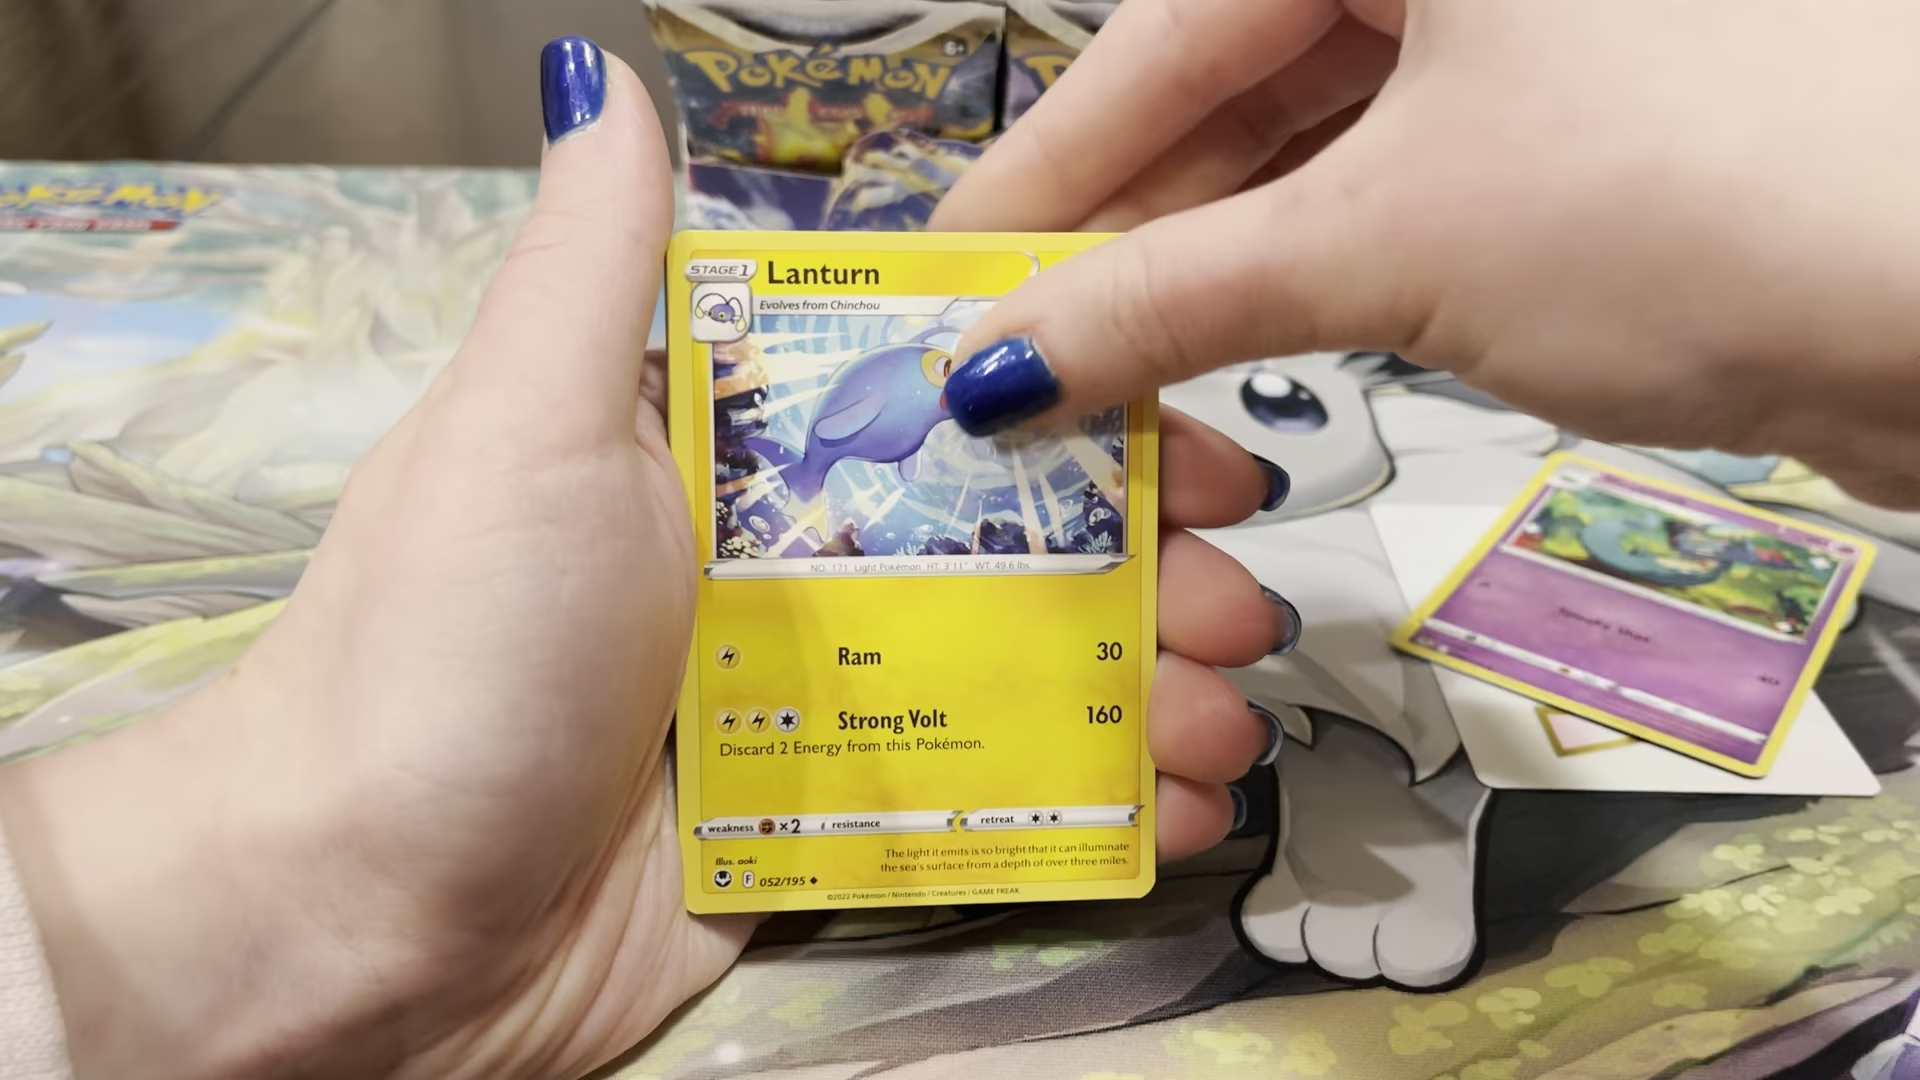 POKéMON
6+
POKéMON
STAGE 1
Lanturn
Evolves from Chinchou
NO. 171 Light Pokémon HT: 3'11" WT: 49.6 lbs.
Ram 30
Strong Volt 160
Discard 2 Energy from this Pokémon.
weakness ×2 resistance retreat
The light it emits is so bright that it can illuminate
the sea's surface from a depth of over three miles.
Illus. aoki
F 052/195
©2022 Pokémon / Nintendo / Creatures / GAME FREAK